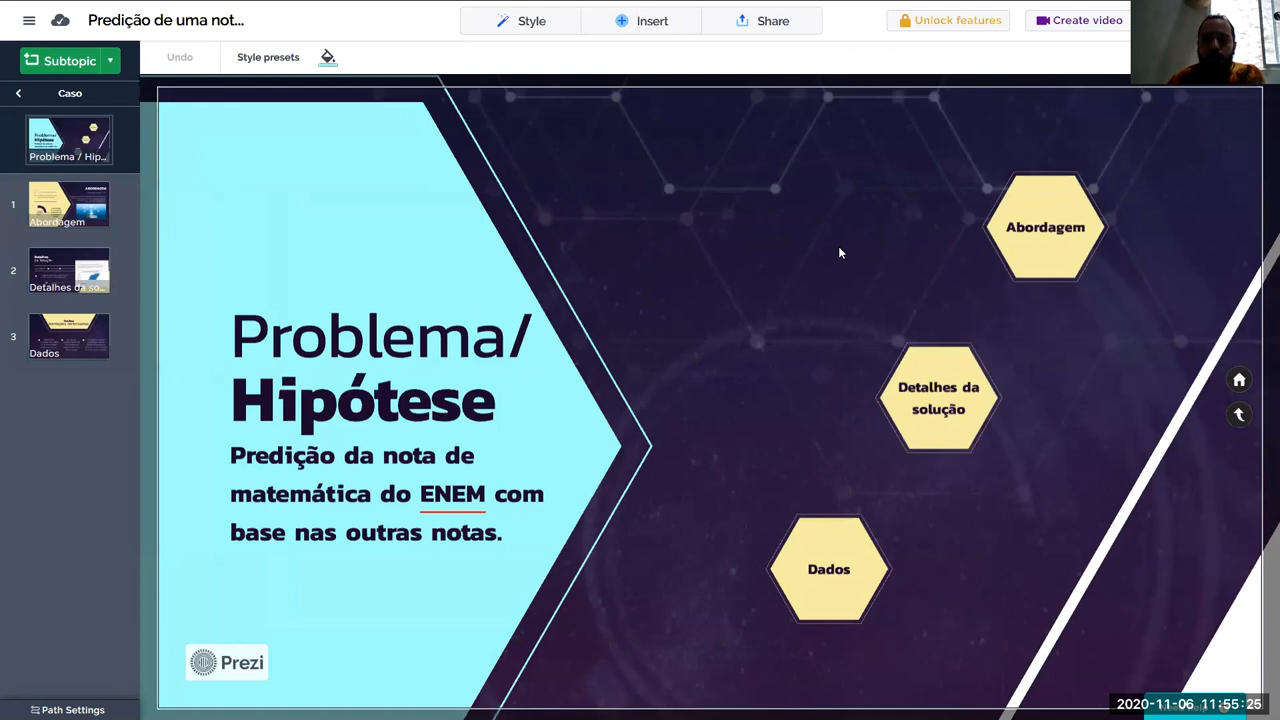 Predição de uma not...
Style
Insert
Share
Unlock features
Create video
Subtopic
Undo
Style presets
Caso
Problema / Hip...
1
Abordagem
2
Detalhes da so...
3
Dados
Path Settings
Problema/
Hipótese
Predição da nota de
matemática do ENEM com
base nas outras notas.
Prezi
Abordagem
Detalhes da
solução
Dados
2020-11-06 11:55:25